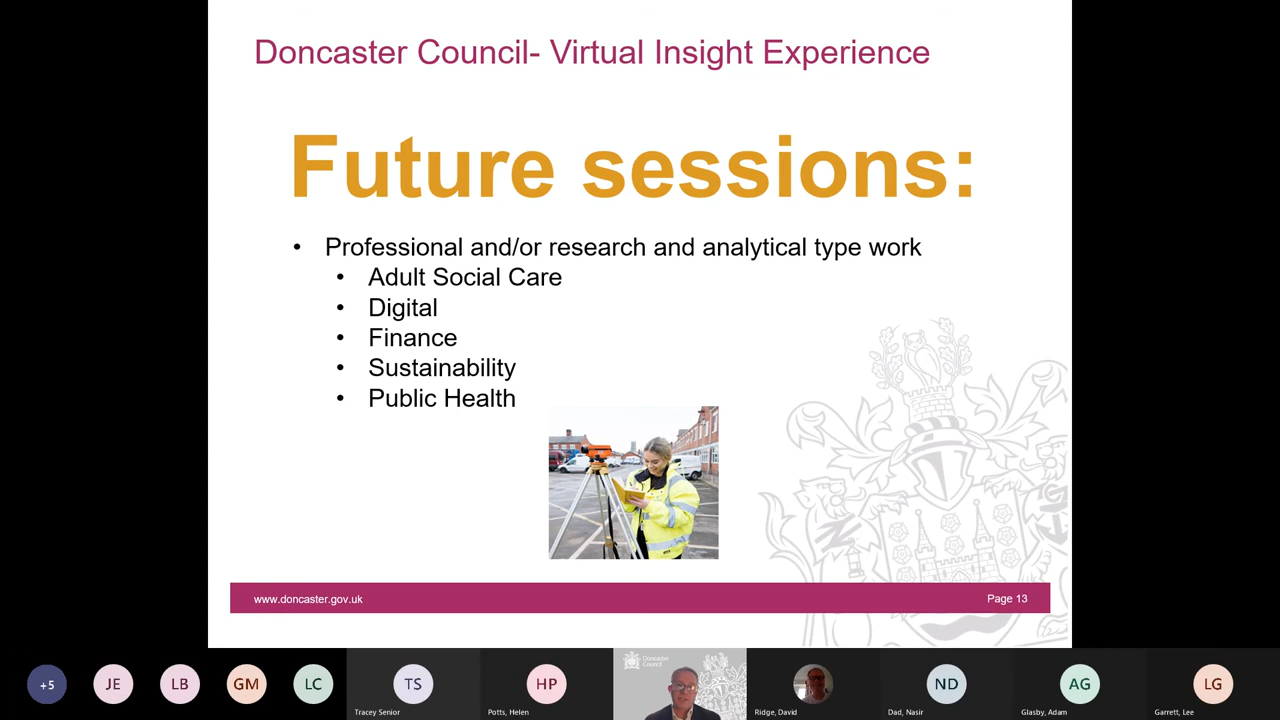 Doncaster Council- Virtual Insight Experience
Future sessions:
• Professional and/or research and analytical type work
• Adult Social Care
• Digital
• Finance
• Sustainability
• Public Health
www.doncaster.gov.uk
Page 13
+5
JE
LB
GM
LC
TS
Tracey Senior
HP
Potts, Helen
Doncaster
Council
Ridge, David
ND
Dad, Nasir
AG
Glasby, Adam
LG
Garrett, Lee